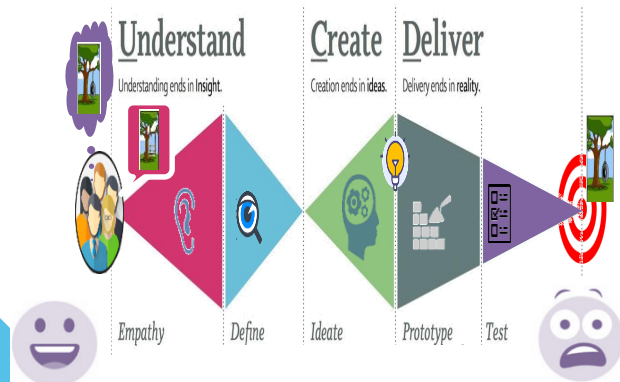 Understand
Create
Deliver
Understanding ends in Insight.
Creation ends in ideas.
Delivery ends in reality.
Empathy
Define
Ideate
Prototype
Test